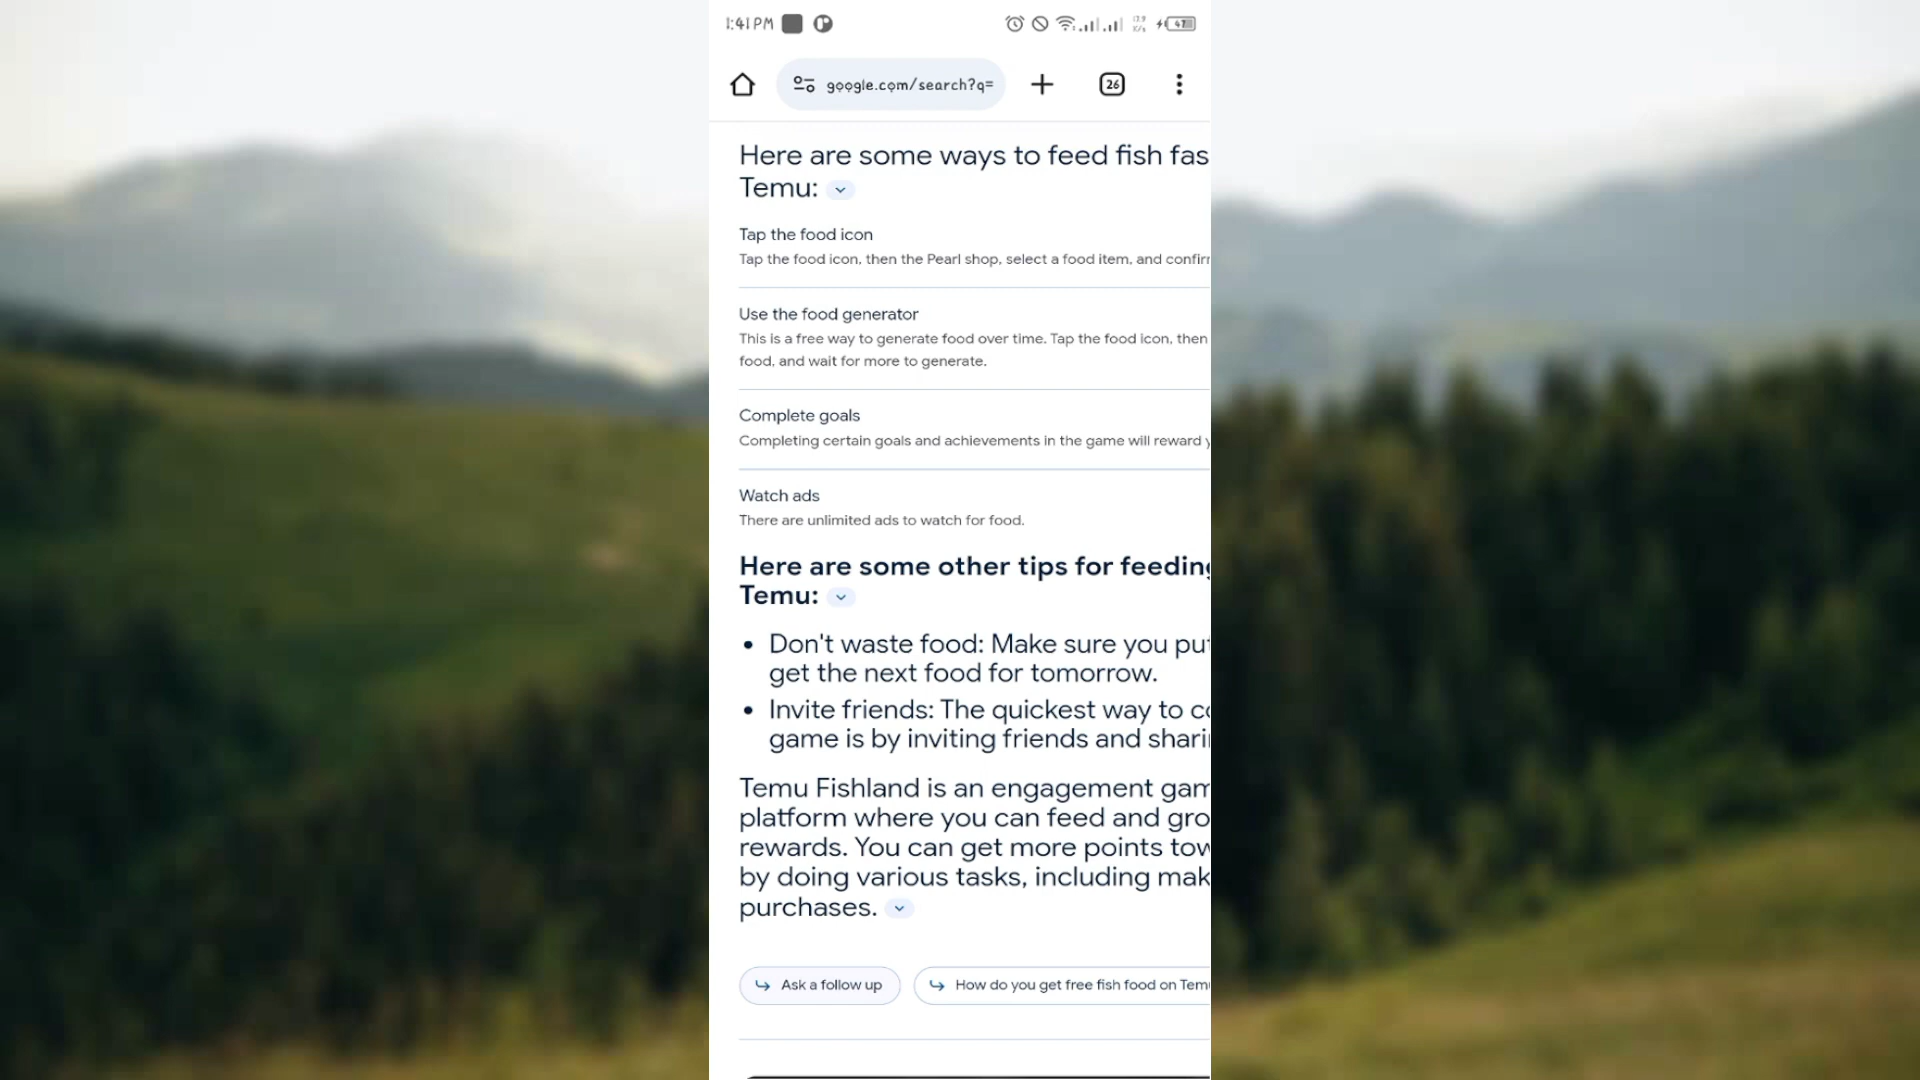 1:41 PM
47
google.com/search?q=
26
Here are some ways to feed fish fas
Temu:
Tap the food icon
Tap the food icon, then the Pearl shop, select a food item, and confir
Use the food generator
This is a free way to generate food over time. Tap the food icon, then
food, and wait for more to generate.
Complete goals
Completing certain goals and achievements in the game will reward y
Watch ads
There are unlimited ads to watch for food.
Here are some other tips for feeding
Temu:
• Don't waste food: Make sure you put
get the next food for tomorrow.
• Invite friends: The quickest way to co
game is by inviting friends and shari
Temu Fishland is an engagement gam
platform where you can feed and gro
rewards. You can get more points tow
by doing various tasks, including mak
purchases.
Ask a follow up
How do you get free fish food on Tem